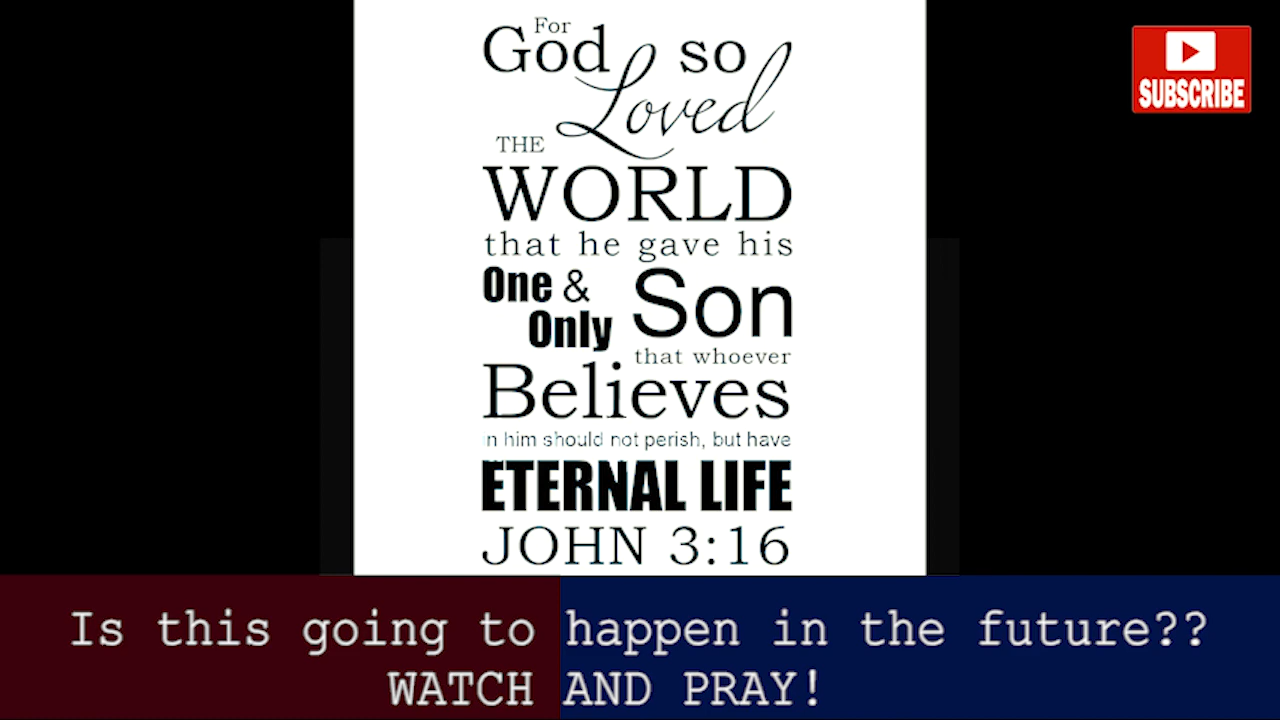 For
God so
Loved
THE
WORLD
that he gave his
One &
Only Son
that whoever
Believes
n him should not perish, but have
ETERNAL LIFE
JOHN 3:16
SUBSCRIBE
Is this going to happen in the future??
WATCH AND PRAY!